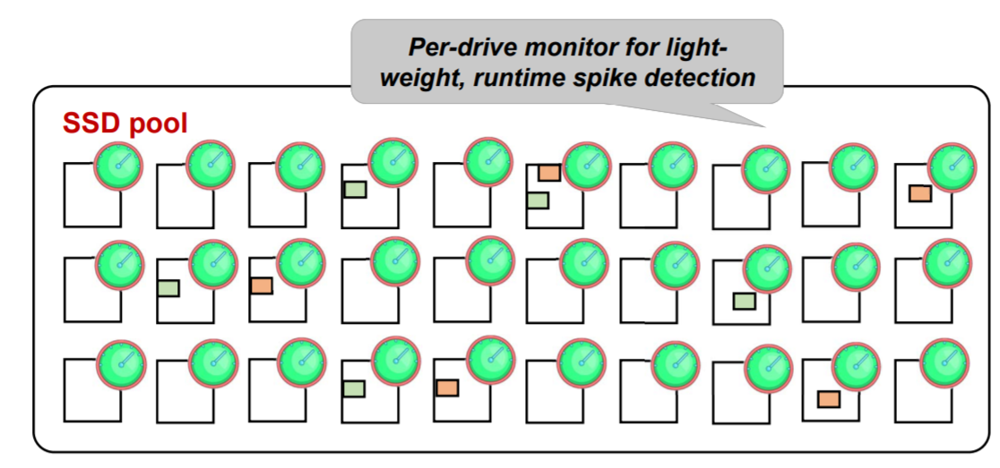 Per-drive monitor for light-
weight, runtime spike detection
SSD pool